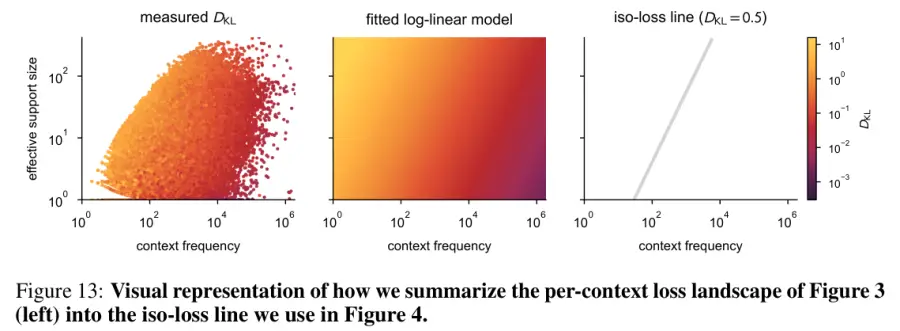 measured D_KL
fitted log-linear model
iso-loss line (D_KL = 0.5)
effective support size
10^2
10^1
10^0
10^0 10^2 10^4 10^6
context frequency
10^0 10^2 10^4 10^6
context frequency
10^0 10^2 10^4 10^6
context frequency
10^1
10^0
10^−1
10^−2
10^−3
D_KL
Figure 13: Visual representation of how we summarize the per-context loss landscape of Figure 3
(left) into the iso-loss line we use in Figure 4.